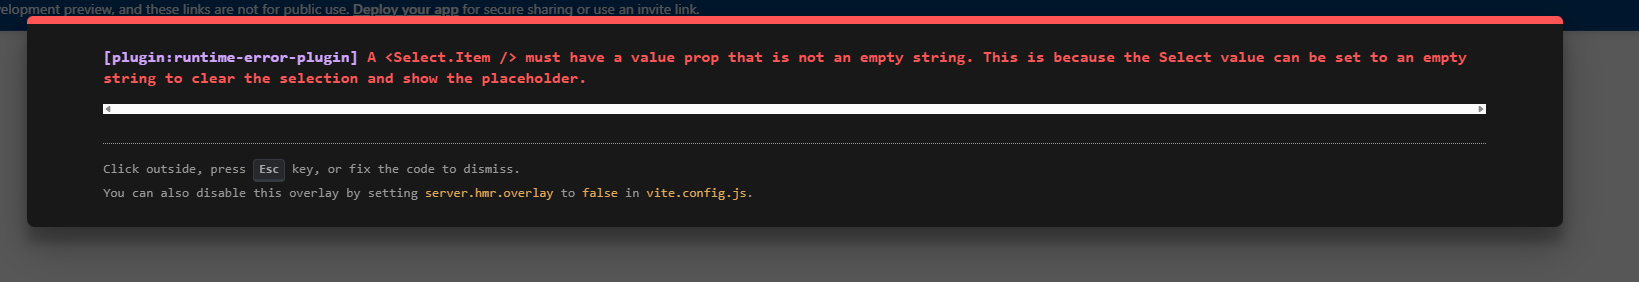 velopment preview, and these links are not for public use. Deploy your app for secure sharing or use an invite link.
[plugin:runtime-error-plugin] A <Select.Item /> must have a value prop that is not an empty string. This is because the Select value can be set to an empty
string to clear the selection and show the placeholder.
Click outside, press Esc key, or fix the code to dismiss.
You can also disable this overlay by setting server.hmr.overlay to false in vite.config.js.